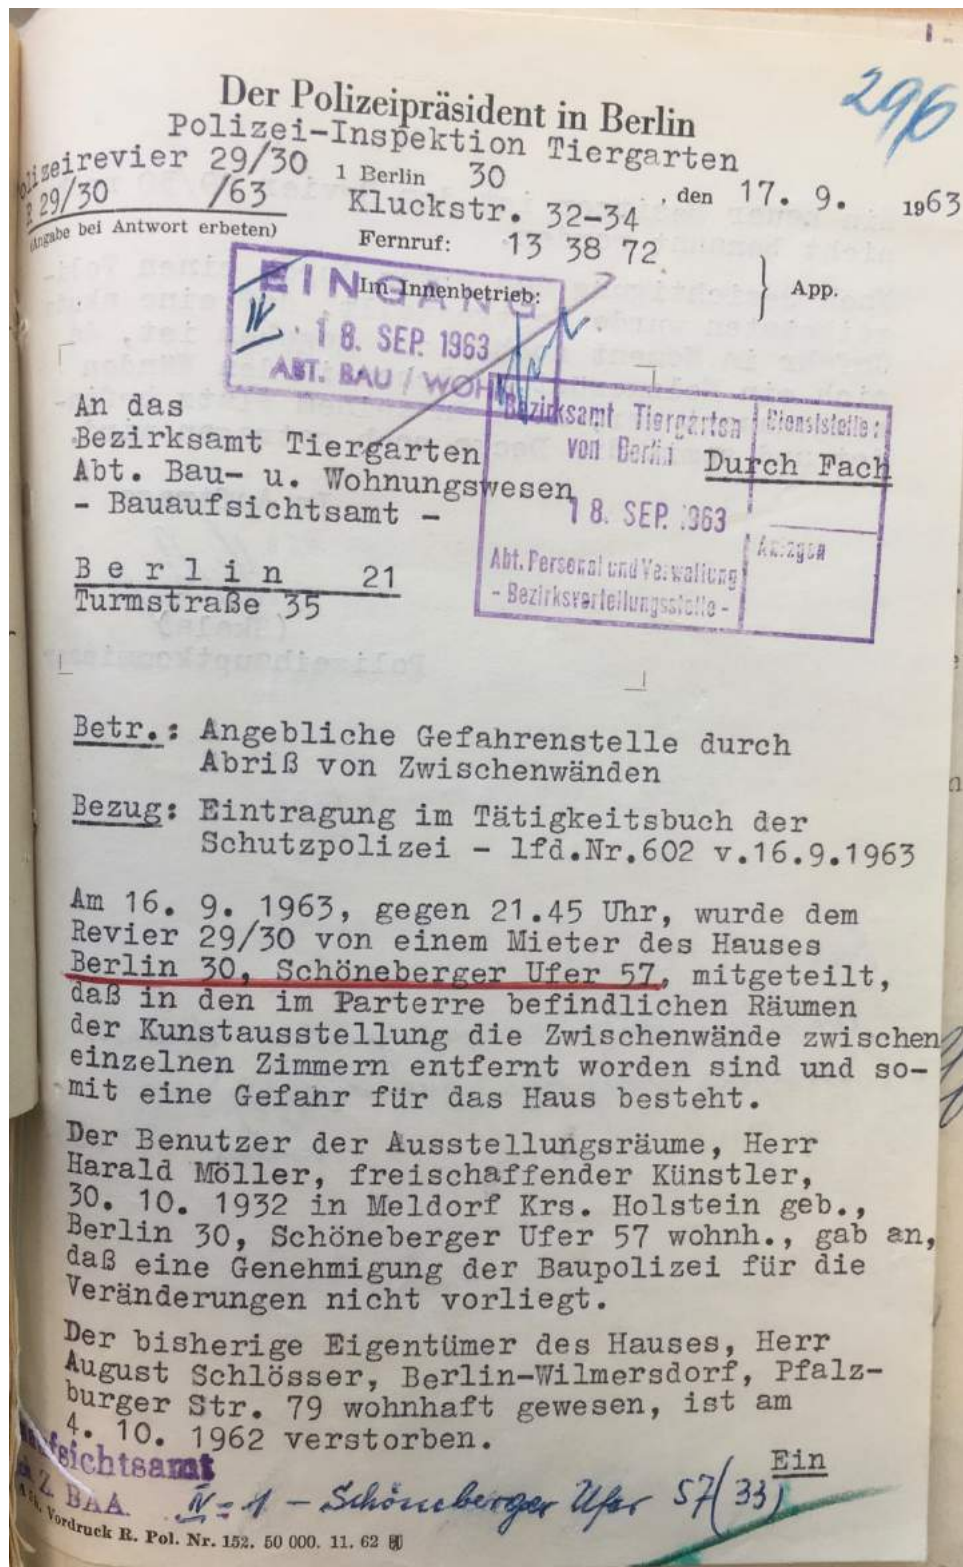 296
Der Polizeipräsident in Berlin
Polizei-Inspektion Tiergarten
Polizeirevier 29/30
29/30 /63
(Angabe bei Antwort erbeten)
1 Berlin 30
Kluckstr. 32-34
, den 17. 9. 1963
Fernruf: 13 38 72
Im Innenbetrieb:
App.
EINGANG
18. SEP. 1963
ABT. BAU / WOHN
IV
An das
Bezirksamt Tiergarten
Abt. Bau- u. Wohnungswesen
- Bauaufsichtsamt -
Berlin 21
Turmstraße 35
Bezirksamt Tiergarten
von Berlin
Dienststelle:
Durch Fach
18. SEP. 1963
Abt. Personal und Verwaltung
- Bezirksverteilungsstelle -
Betr.: Angebliche Gefahrenstelle durch
Abriß von Zwischenwänden
Bezug: Eintragung im Tätigkeitsbuch der
Schutzpolizei - lfd.Nr.602 v.16.9.1963
Am 16. 9. 1963, gegen 21.45 Uhr, wurde dem
Revier 29/30 von einem Mieter des Hauses
Berlin 30, Schöneberger Ufer 57, mitgeteilt,
daß in den im Parterre befindlichen Räumen
der Kunstausstellung die Zwischenwände zwischen
einzelnen Zimmern entfernt worden sind und so-
mit eine Gefahr für das Haus besteht.
Der Benutzer der Ausstellungsräume, Herr
Harald Möller, freischaffender Künstler,
30. 10. 1932 in Meldorf Krs. Holstein geb.,
Berlin 30, Schöneberger Ufer 57 wohnh., gab an,
daß eine Genehmigung der Baupolizei für die
Veränderungen nicht vorliegt.
Der bisherige Eigentümer des Hauses, Herr
August Schlösser, Berlin-Wilmersdorf, Pfalz-
burger Str. 79 wohnhaft gewesen, ist am
4. 10. 1962 verstorben.
Ein
aufsichtsamt
Z. BAA.
IV-1 - Schöneberger Ufer 57(33)
Vordruck R. Pol. Nr. 152. 50 000. 11. 62